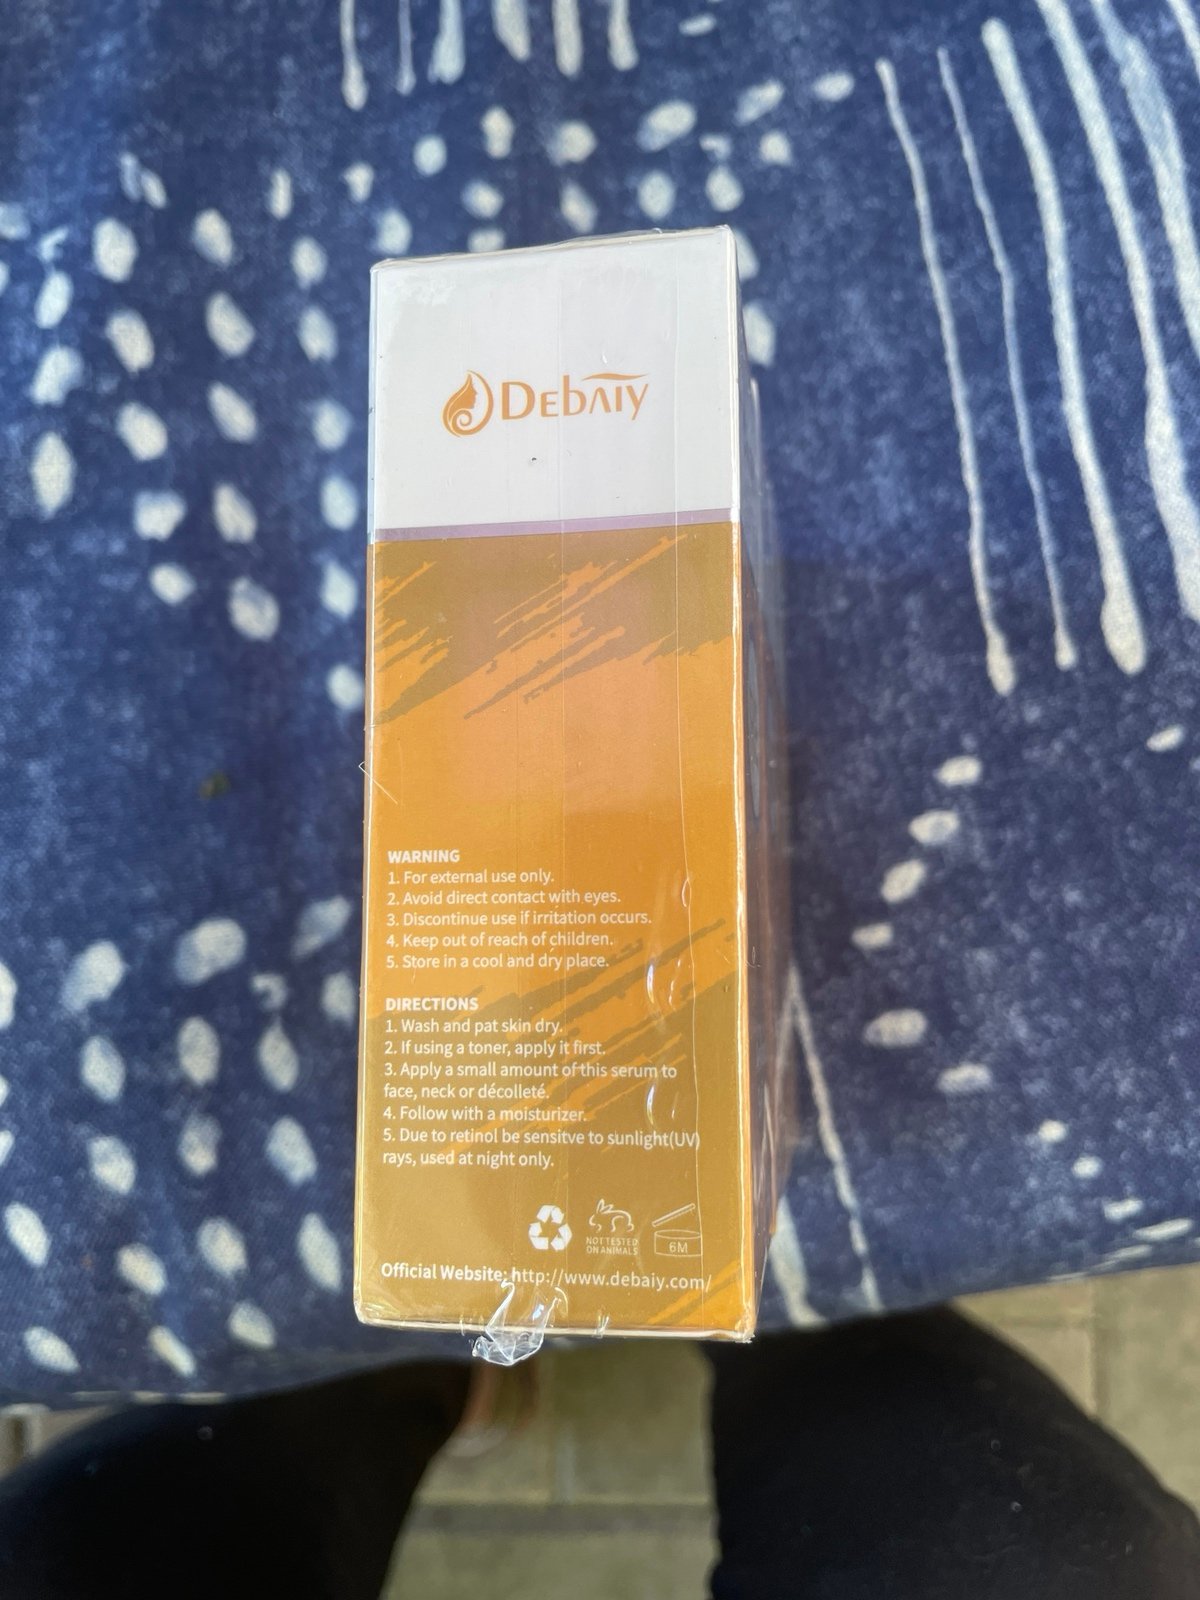 DEBAIY
WARNING
1. For external use only.
2. Avoid direct contact with eyes.
3. Discontinue use if irritation occurs.
4. Keep out of reach of children.
5. Store in a cool and dry place.
DIRECTIONS
1. Wash and pat skin dry.
2. If using a toner, apply it first.
3. Apply a small amount of this serum to
face, neck or décolleté.
4. Follow with a moisturizer.
5. Due to retinol be sensitve to sunlight(UV)
rays, used at night only.
NOT TESTED
ON ANIMALS
6M
Official Website: http://www.debaiy.com/